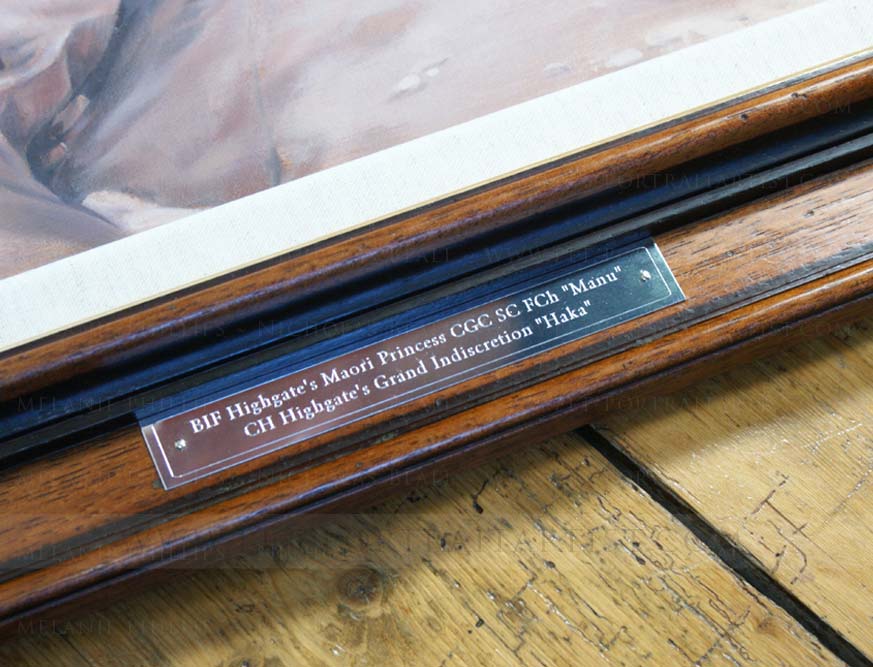 BIF Highgate's Maori Princess CGC SC FCh "Manu"
CH Highgate's Grand Indiscretion "Haka"